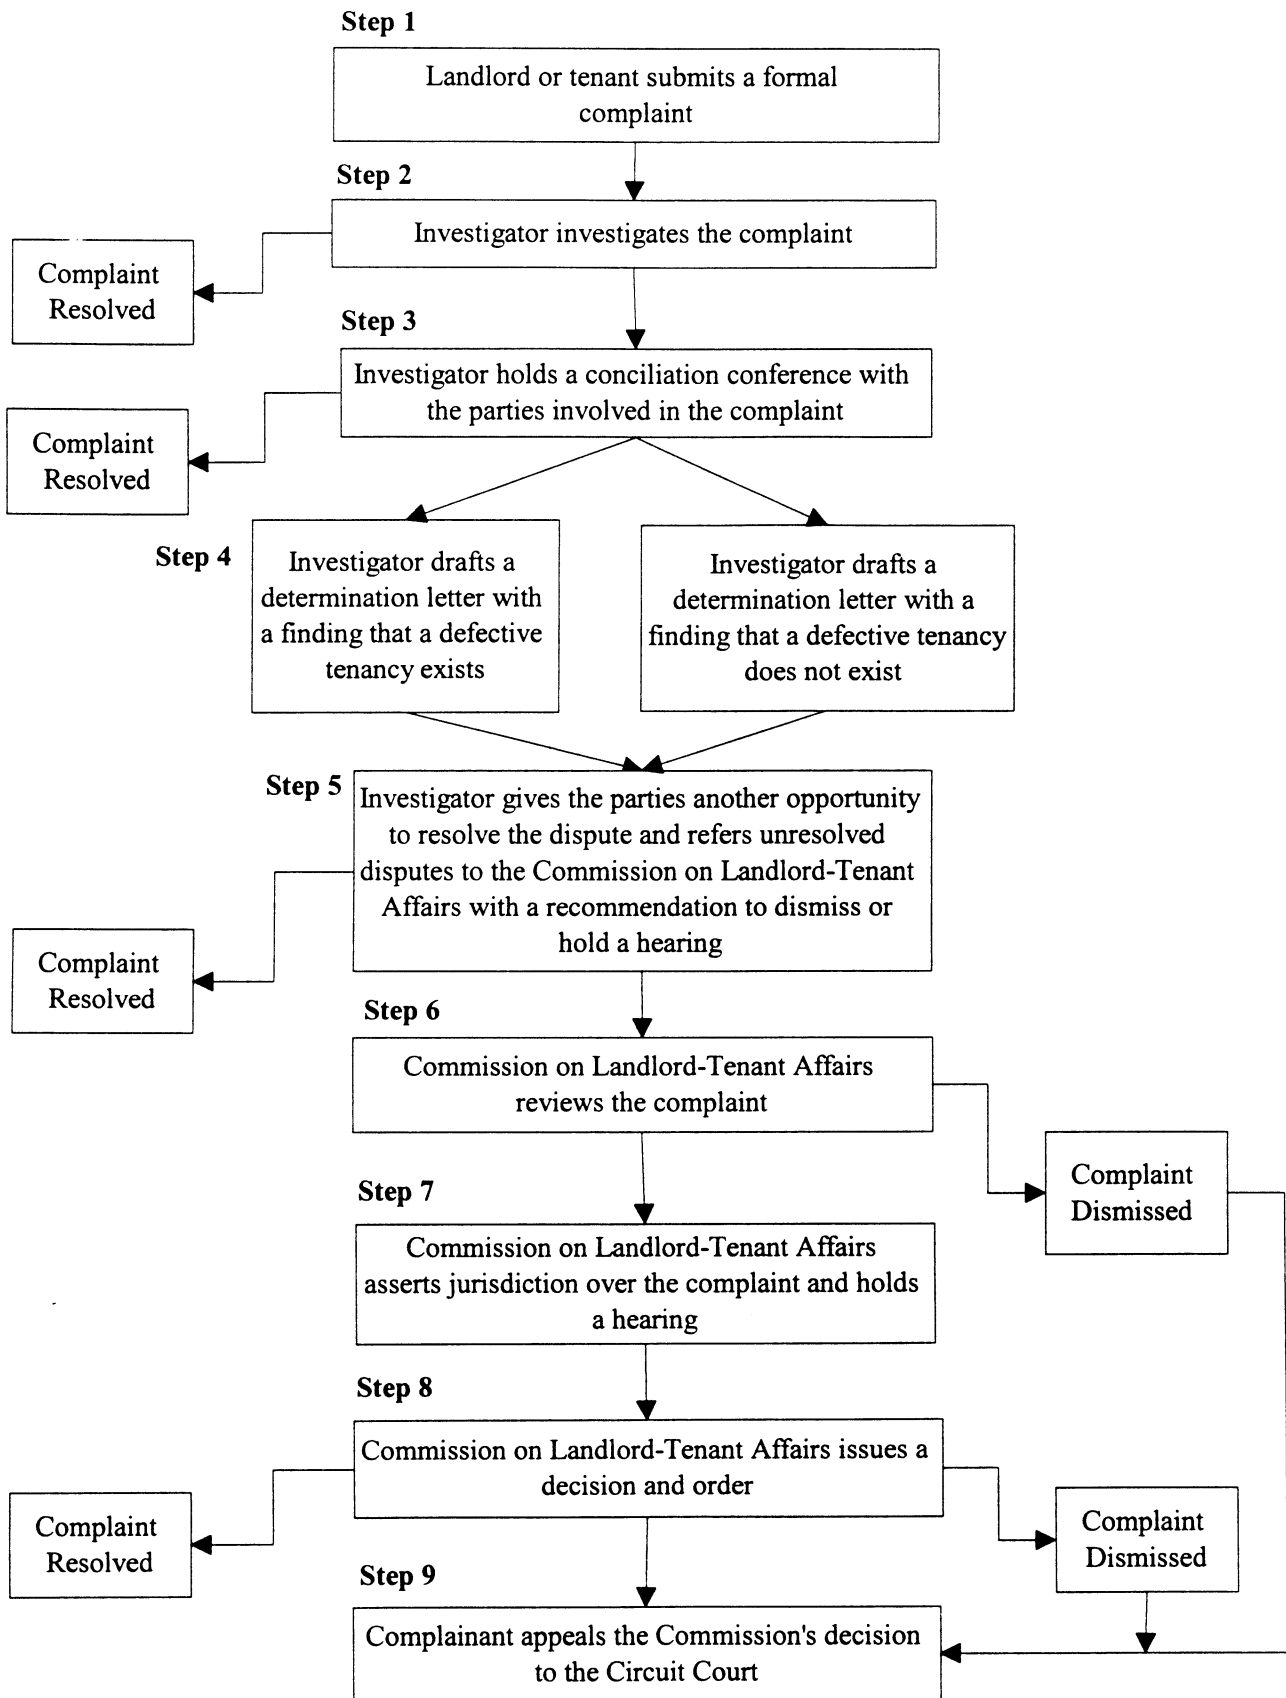 Step 1
Landlord or tenant submits a formal
complaint
Step 2
Investigator investigates the complaint
Complaint
Resolved
Step 3
Investigator holds a conciliation conference with
the parties involved in the complaint
Complaint
Resolved
Step 4
Investigator drafts a
determination letter with
a finding that a defective
tenancy exists
Investigator drafts a
determination letter with a
finding that a defective tenancy
does not exist
Step 5
Investigator gives the parties another opportunity
to resolve the dispute and refers unresolved
disputes to the Commission on Landlord-Tenant
Affairs with a recommendation to dismiss or
hold a hearing
Complaint
Resolved
Step 6
Commission on Landlord-Tenant Affairs
reviews the complaint
Complaint
Dismissed
Step 7
Commission on Landlord-Tenant Affairs
asserts jurisdiction over the complaint and holds
a hearing
Step 8
Commission on Landlord-Tenant Affairs issues a
decision and order
Complaint
Resolved
Complaint
Dismissed
Step 9
Complainant appeals the Commission's decision
to the Circuit Court